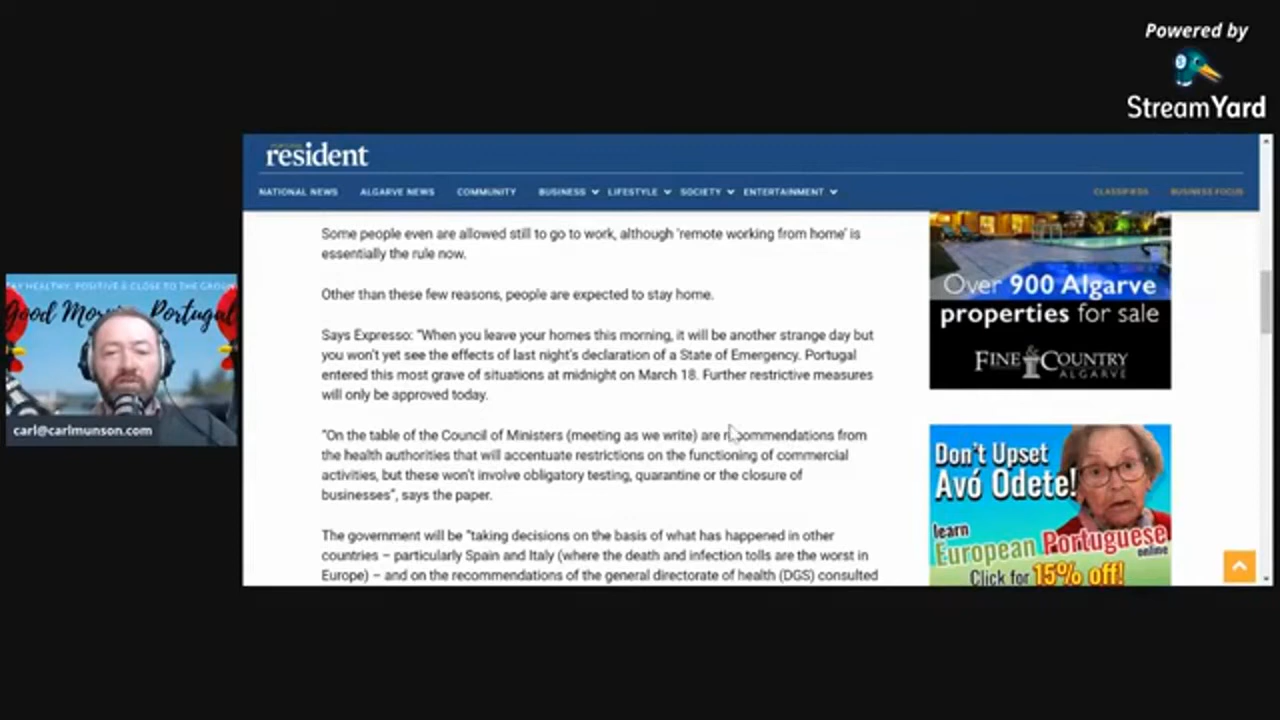 Powered by
StreamYard
resident
NATIONAL NEWS ALGARVE NEWS COMMUNITY BUSINESS LIFESTYLE SOCIETY ENTERTAINMENT CLASSIFIEDS BUSINESS FOCUS
Some people even are allowed still to go to work, although ‘remote working from home’ is
essentially the rule now.
Other than these few reasons, people are expected to stay home.
Says Expresso: “When you leave your homes this morning, it will be another strange day but
you won’t yet see the effects of last night’s declaration of a State of Emergency. Portugal
entered this most grave of situations at midnight on March 18. Further restrictive measures
will only be approved today.
“On the table of the Council of Ministers (meeting as we write) are recommendations from
the health authorities that will accentuate restrictions on the functioning of commercial
activities, but these won’t involve obligatory testing, quarantine or the closure of
businesses”, says the paper.
The government will be “taking decisions on the basis of what has happened in other
countries – particularly Spain and Italy (where the death and infection tolls are the worst in
Europe) – and on the recommendations of the general directorate of health (DGS) consulted
Over 900 Algarve
properties for sale
FINE & COUNTRY
ALGARVE
Don't Upset
Avó Odete!
learn
European Portuguese
online
Click for 15% off!
HEALTHY, POSITIVE & CLOSE TO THE
Good Portugal
carl@carlmunson.com